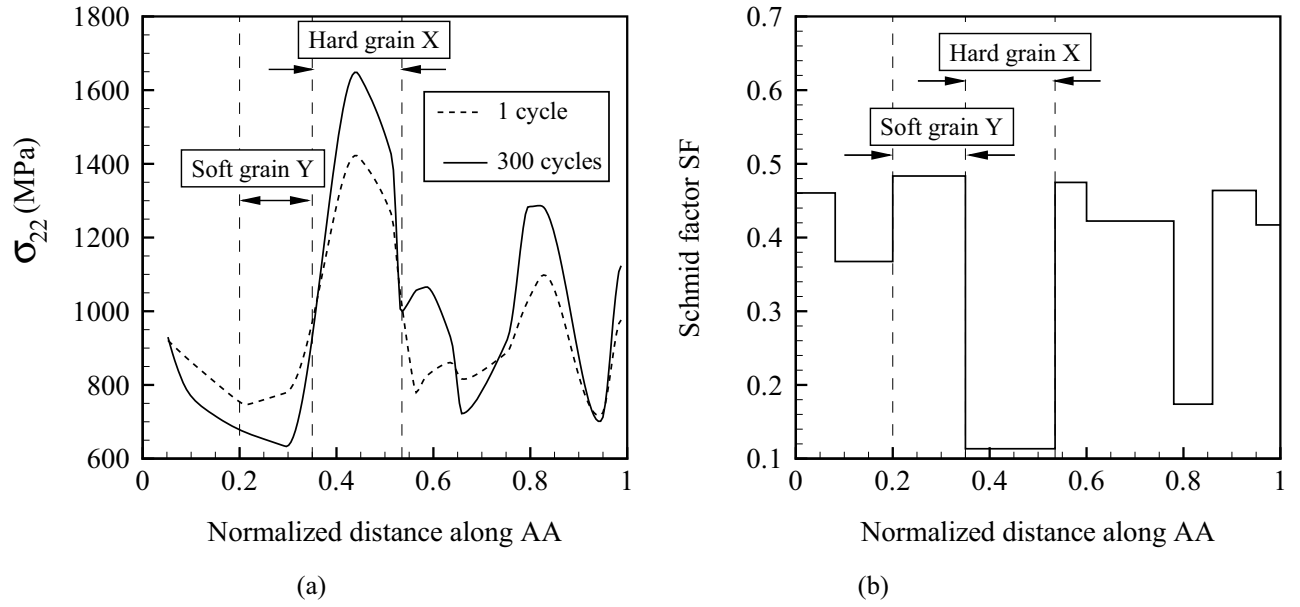 1800
1600
1400
1200
1000
800
600
σ22 (MPa)
Hard grain X
1 cycle
300 cycles
Soft grain Y
0 0.2 0.4 0.6 0.8 1
Normalized distance along AA
(a)
0.7
0.6
0.5
0.4
0.3
0.2
0.1
Schmid factor SF
Hard grain X
Soft grain Y
0 0.2 0.4 0.6 0.8 1
Normalized distance along AA
(b)